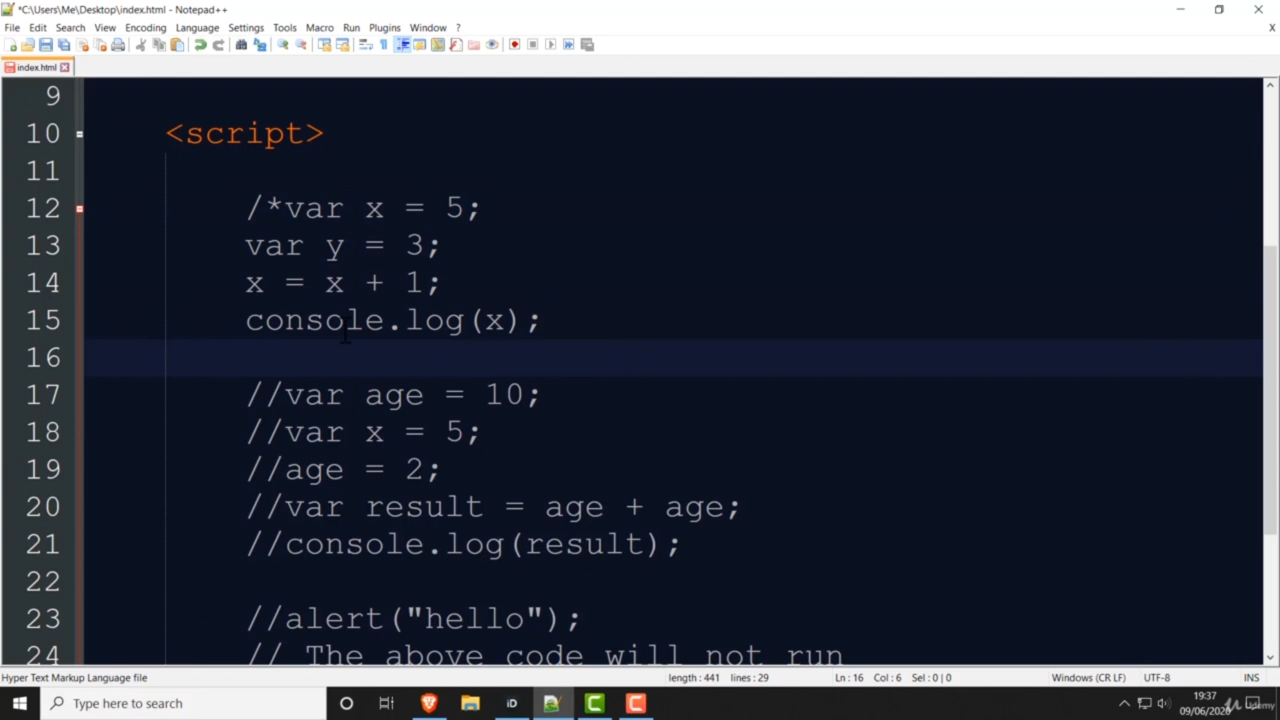 *C:\Users\Me\Desktop\index.html - Notepad++
File Edit Search View Encoding Language Settings Tools Macro Run Plugins Window ?
X
index.html
9
10 <script>
11
12 /*var x = 5;
13 var y = 3;
14 x = x + 1;
15 console.log(x);
16
17 //var age = 10;
18 //var x = 5;
19 //age = 2;
20 //var result = age + age;
21 //console.log(result);
22
23 //alert("hello");
24 // The above code will not run
Hyper Text Markup Language file length : 441 lines : 29 Ln : 16 Col : 6 Sel : 0 | 0 Windows (CR LF) UTF-8 INS
Type here to search iD 19:37
09/06/2020 Udemy